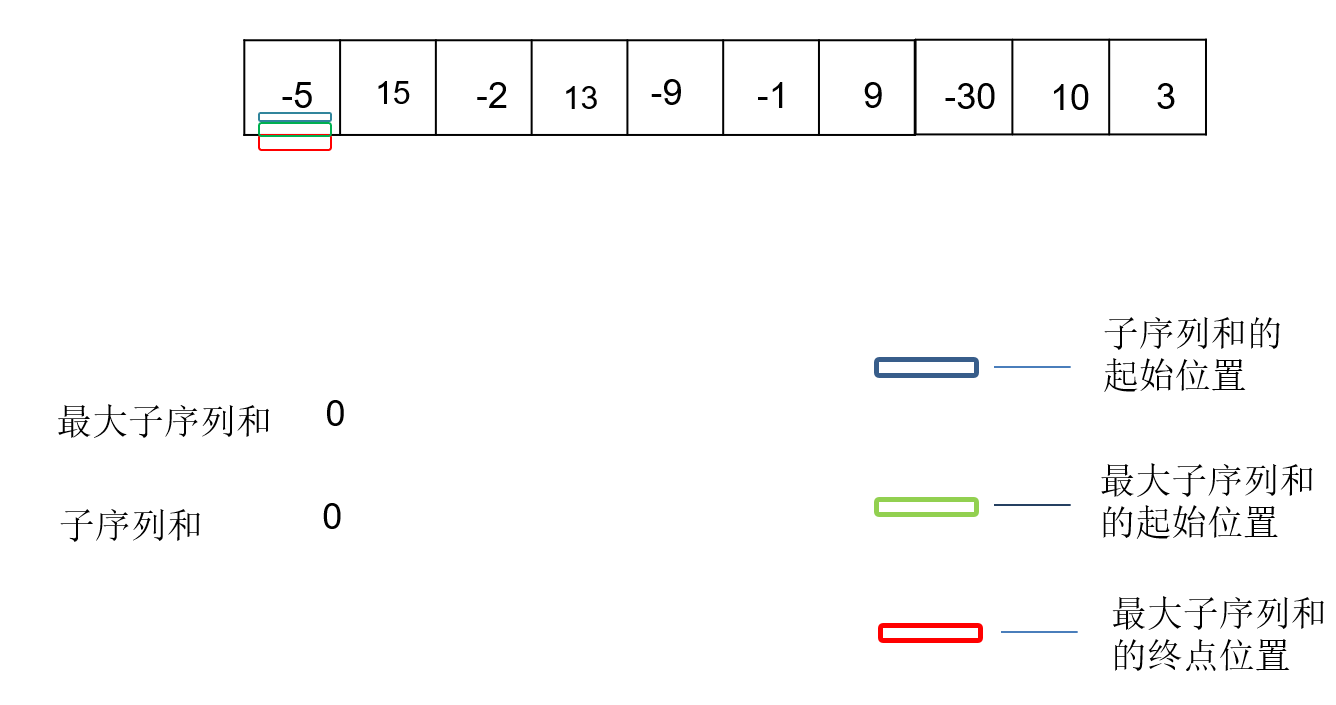 -5 15 -2 13 -9 -1 9 -30 10 3
子序列和的
起始位置
最大子序列和 0
最大子序列和
的起始位置
子序列和 0
最大子序列和
的终点位置